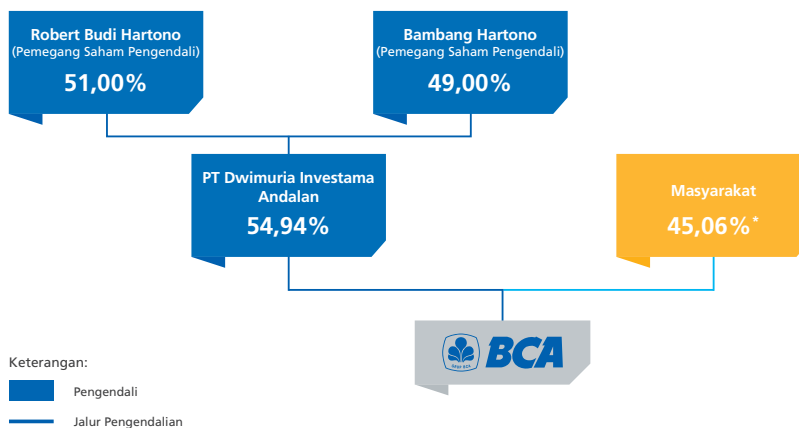 Robert Budi Hartono
(Pemegang Saham Pengendali)
51,00%
Bambang Hartono
(Pemegang Saham Pengendali)
49,00%
PT Dwimuria Investama
Andalan
54,94%
Masyarakat
45,06%*
BCA
Keterangan:
Pengendali
Jalur Pengendalian